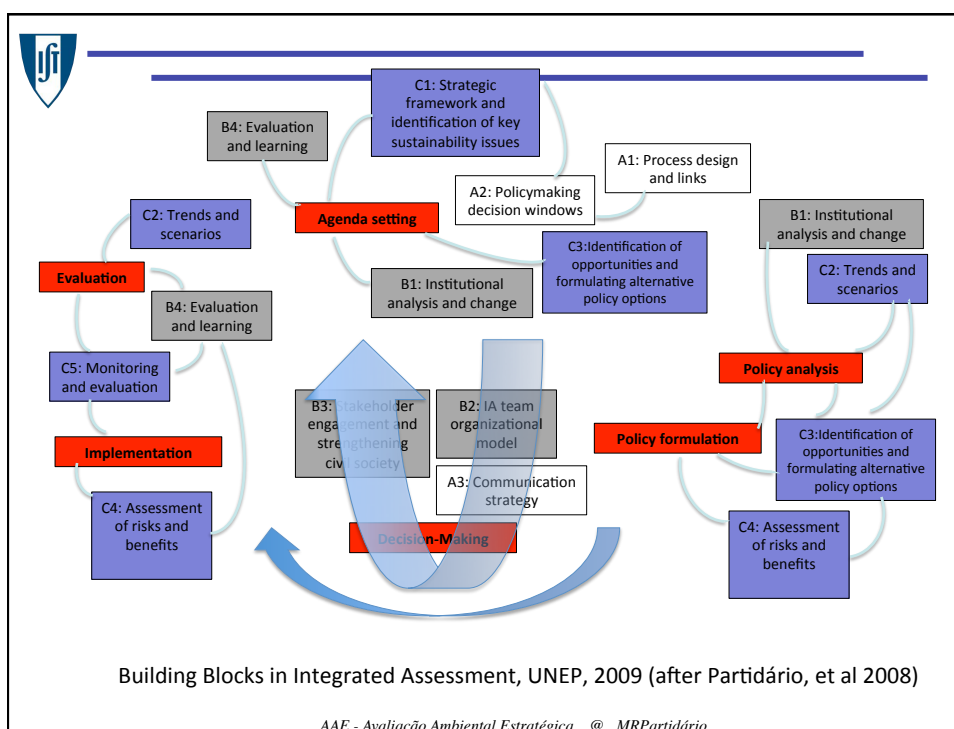 IST
C1: Strategic
framework and
identification of key
sustainability issues
B4: Evaluation
and learning
A1: Process design
and links
A2: Policymaking
decision windows
Agenda setting
C2: Trends and
scenarios
B1: Institutional
analysis and change
C3:Identification of
opportunities and
formulating alternative
policy options
B1: Institutional
analysis and change
C2: Trends and
scenarios
Evaluation
B4: Evaluation
and learning
C5: Monitoring
and evaluation
Policy analysis
B3: Stakeholder
engagement and
strengthening
civil society
B2: IA team
organizational
model
Policy formulation
Implementation
C3:Identification of
opportunities and
formulating alternative
policy options
A3: Communication
strategy
C4: Assessment
of risks and
benefits
Decision-Making
C4: Assessment
of risks and
benefits
Building Blocks in Integrated Assessment, UNEP, 2009 (after Partidário, et al 2008)
AAE - Avaliação Ambiental Estratégica @ MRPartidário